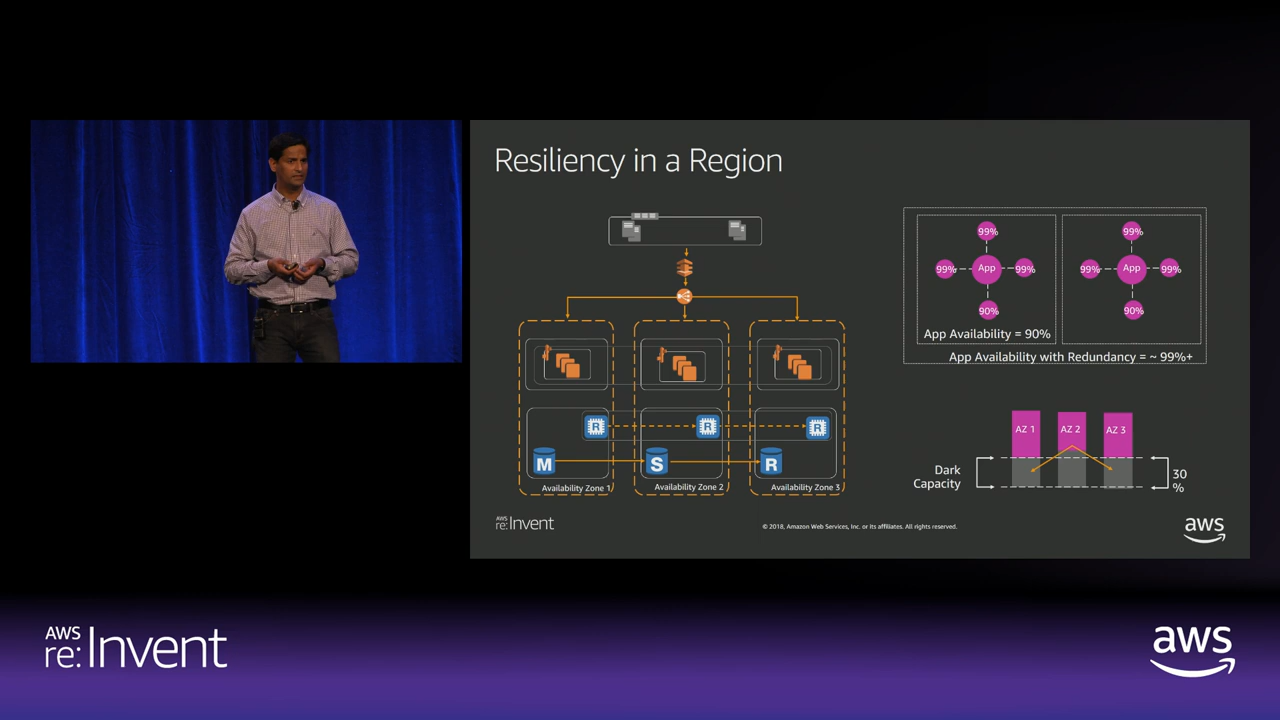 Resiliency in a Region
99%
99%
App
99%
90%
App Availability = 90%
99%
99%
App
99%
90%
App Availability with Redundancy = ~ 99%+
R
R
R
M
S
R
Availability Zone 1
Availability Zone 2
Availability Zone 3
AZ 1
AZ 2
AZ 3
Dark
Capacity
30
%
AWS
re:Invent
© 2018, Amazon Web Services, Inc. or its affiliates. All rights reserved.
aws
AWS
re:Invent
aws